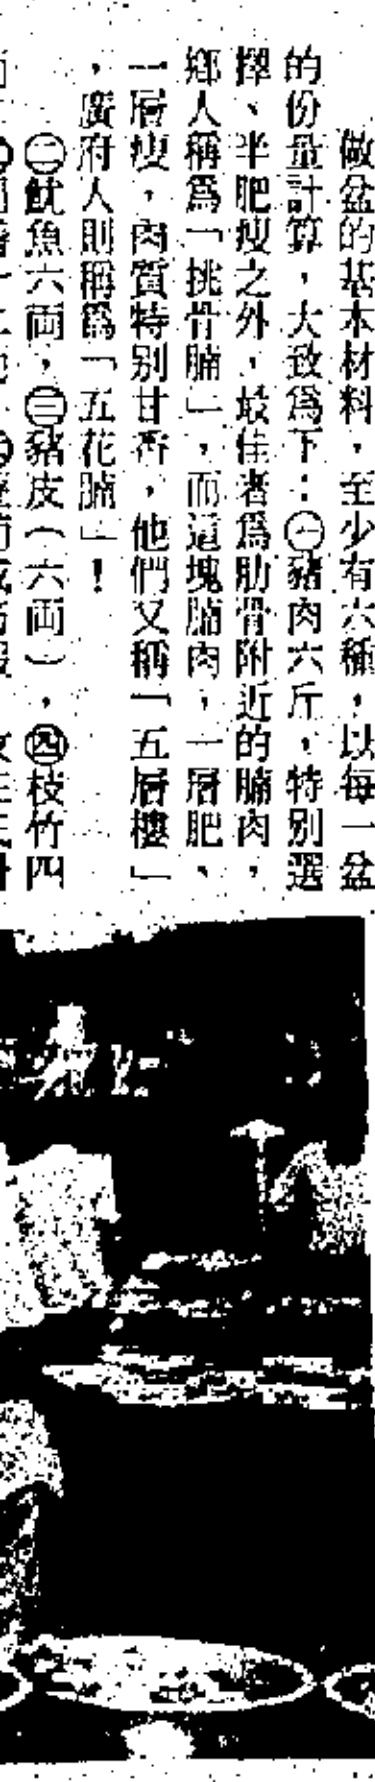 做盆的基本材料，至少有六種，以每一盆
的份量計算，大致爲下：㊀豬肉六斤，特別選
擇、半肥瘦之外，最佳者爲肋骨附近的腩肉，
鄉人稱爲「挑骨腩」，而這塊腩肉，一層肥、
一層瘦，肉質特别甘香，他們又稱「五層樓」
，廣府人則稱爲「五花腩」！
㊁魷魚六両，㊂豬皮（六両），㊃枝竹四